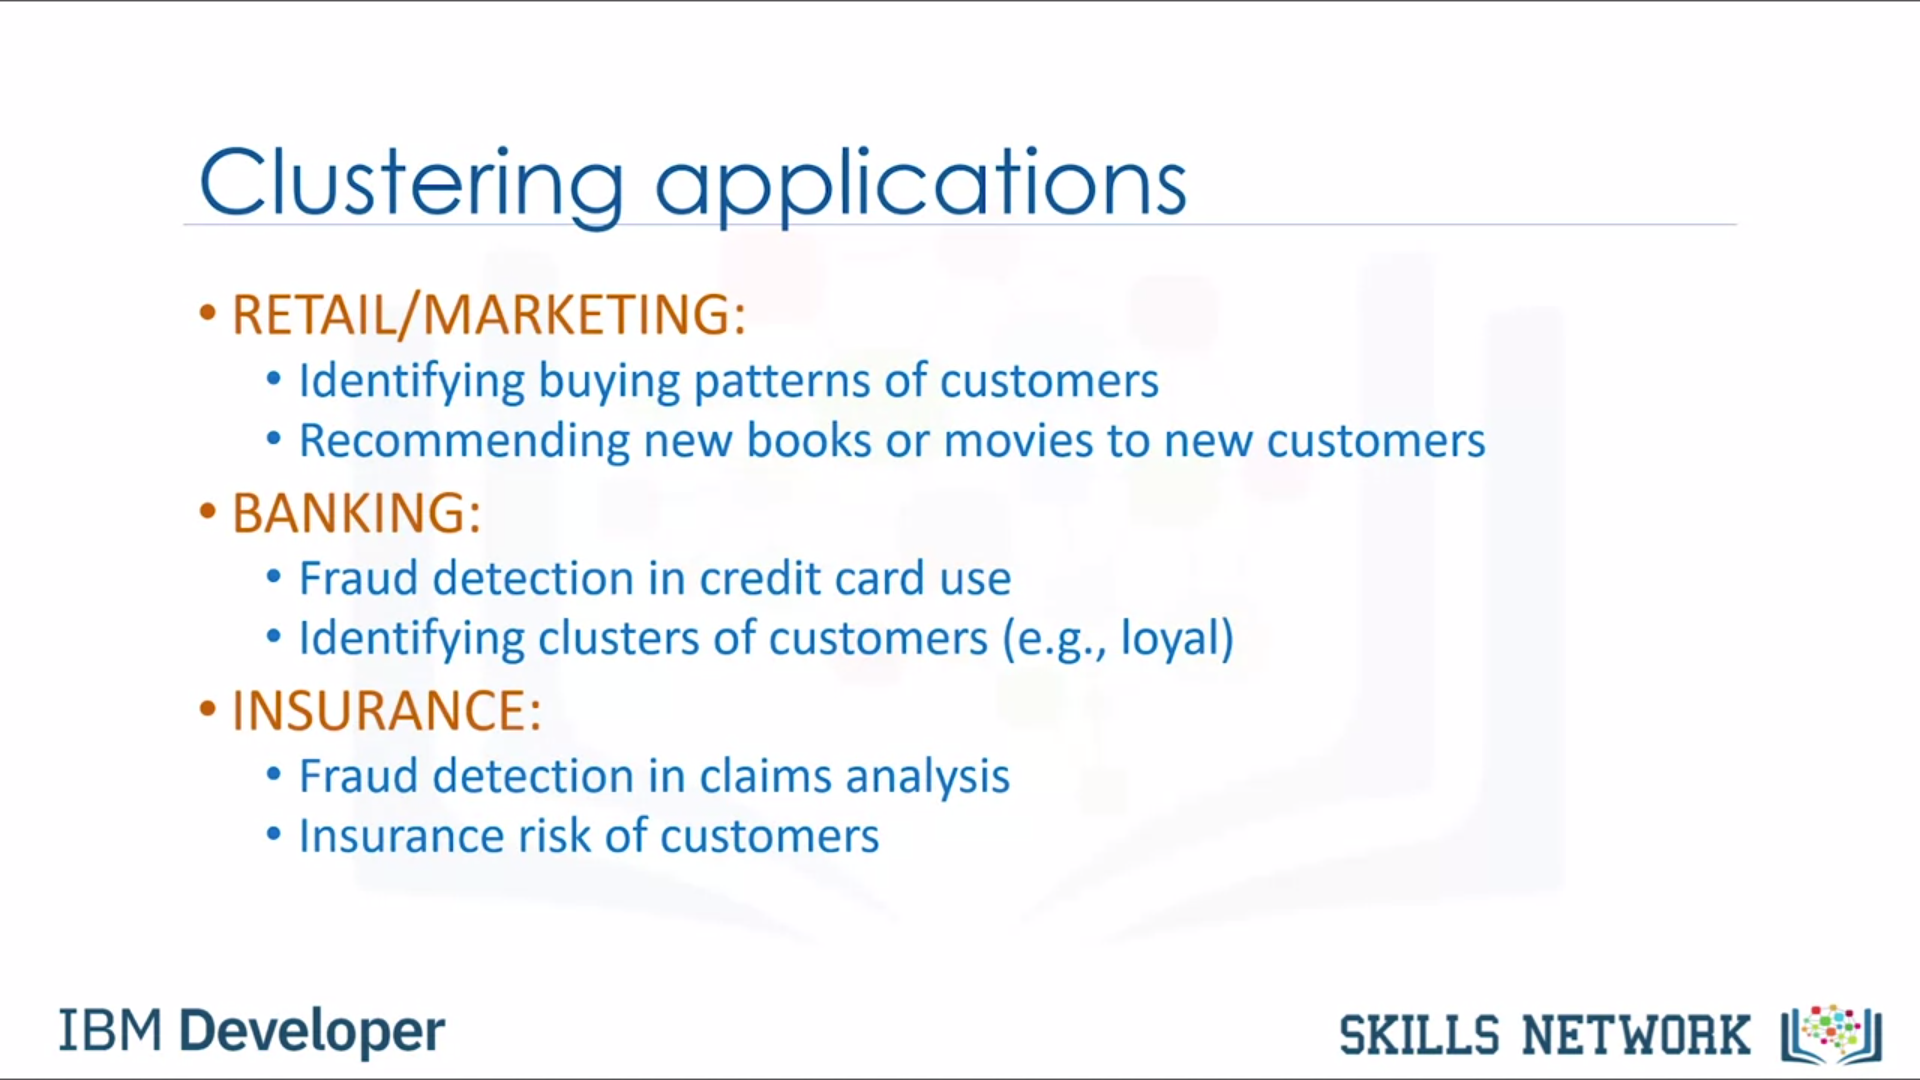 Clustering applications
• RETAIL/MARKETING:
• Identifying buying patterns of customers
• Recommending new books or movies to new customers
• BANKING:
• Fraud detection in credit card use
• Identifying clusters of customers (e.g., loyal)
• INSURANCE:
• Fraud detection in claims analysis
• Insurance risk of customers
IBM Developer
SKILLS NETWORK